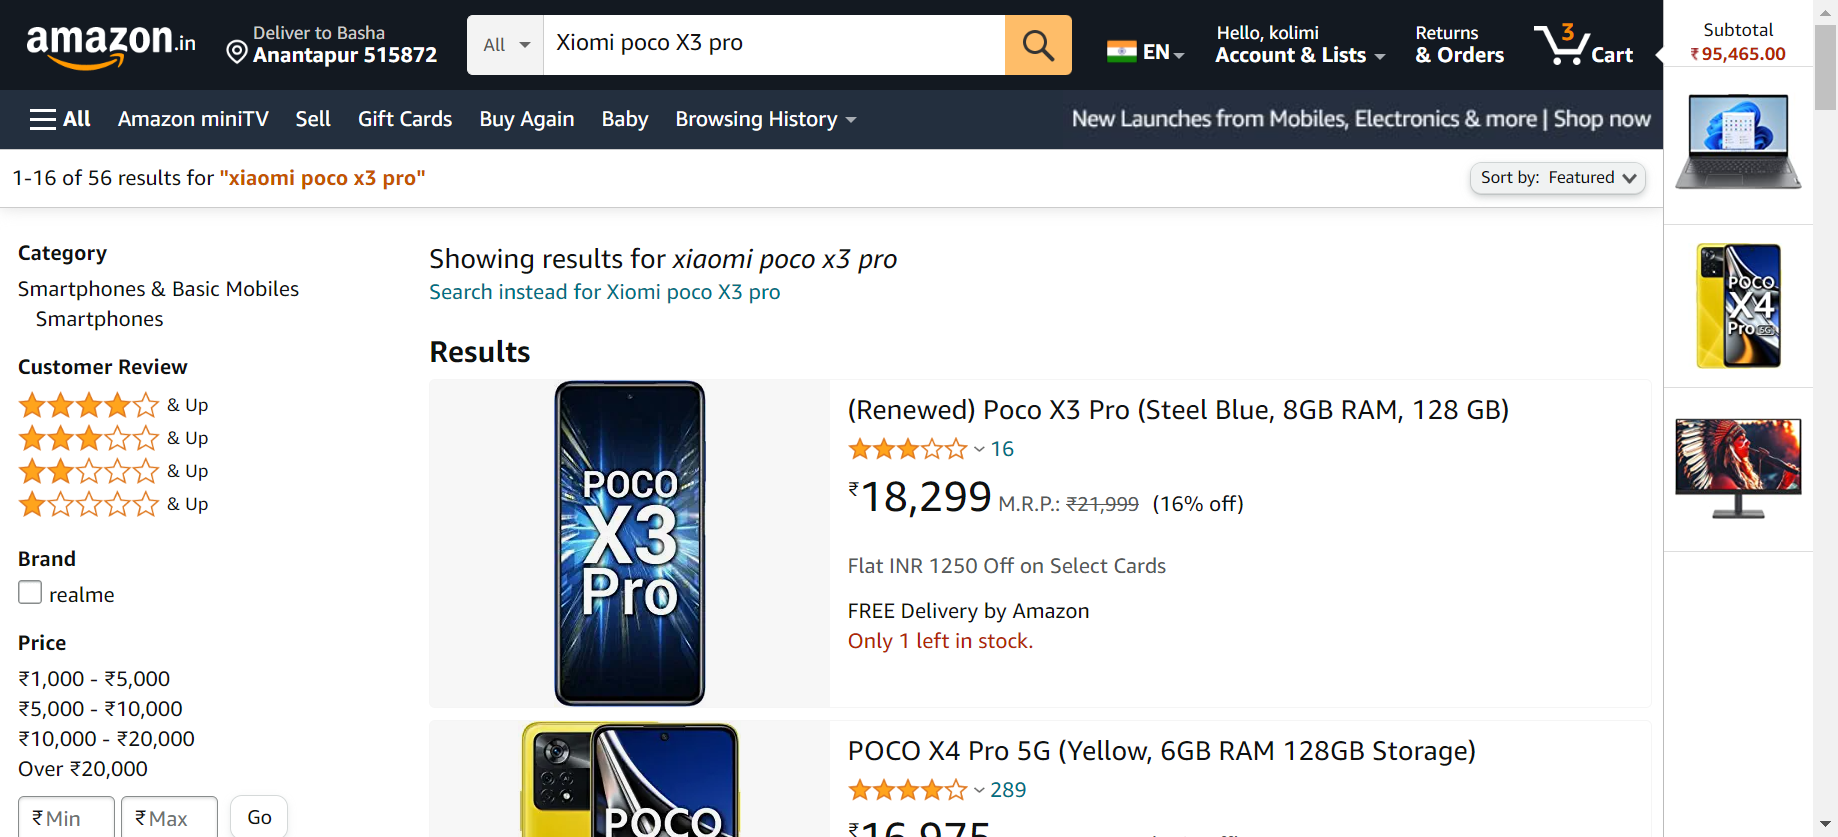 amazon.in
Deliver to Basha
Anantapur 515872
All
Xiomi poco X3 pro
EN
Hello, kolimi
Account & Lists
Returns
& Orders
3
Cart
Subtotal
₹95,465.00
All
Amazon miniTV
Sell
Gift Cards
Buy Again
Baby
Browsing History
New Launches from Mobiles, Electronics & more | Shop now
1-16 of 56 results for "xiaomi poco x3 pro"
Sort by: Featured
Category
Smartphones & Basic Mobiles
Smartphones
Customer Review
& Up
& Up
& Up
& Up
Brand
realme
Price
₹1,000 - ₹5,000
₹5,000 - ₹10,000
₹10,000 - ₹20,000
Over ₹20,000
₹ Min
₹ Max
Go
Showing results for xiaomi poco x3 pro
Search instead for Xiomi poco X3 pro
Results
POCO
X3
Pro
(Renewed) Poco X3 Pro (Steel Blue, 8GB RAM, 128 GB)
16
₹18,299 M.R.P.: ₹21,999 (16% off)
Flat INR 1250 Off on Select Cards
FREE Delivery by Amazon
Only 1 left in stock.
POCO
POCO X4 Pro 5G (Yellow, 6GB RAM 128GB Storage)
289
₹16,975
POCO
X4
Pro 5G